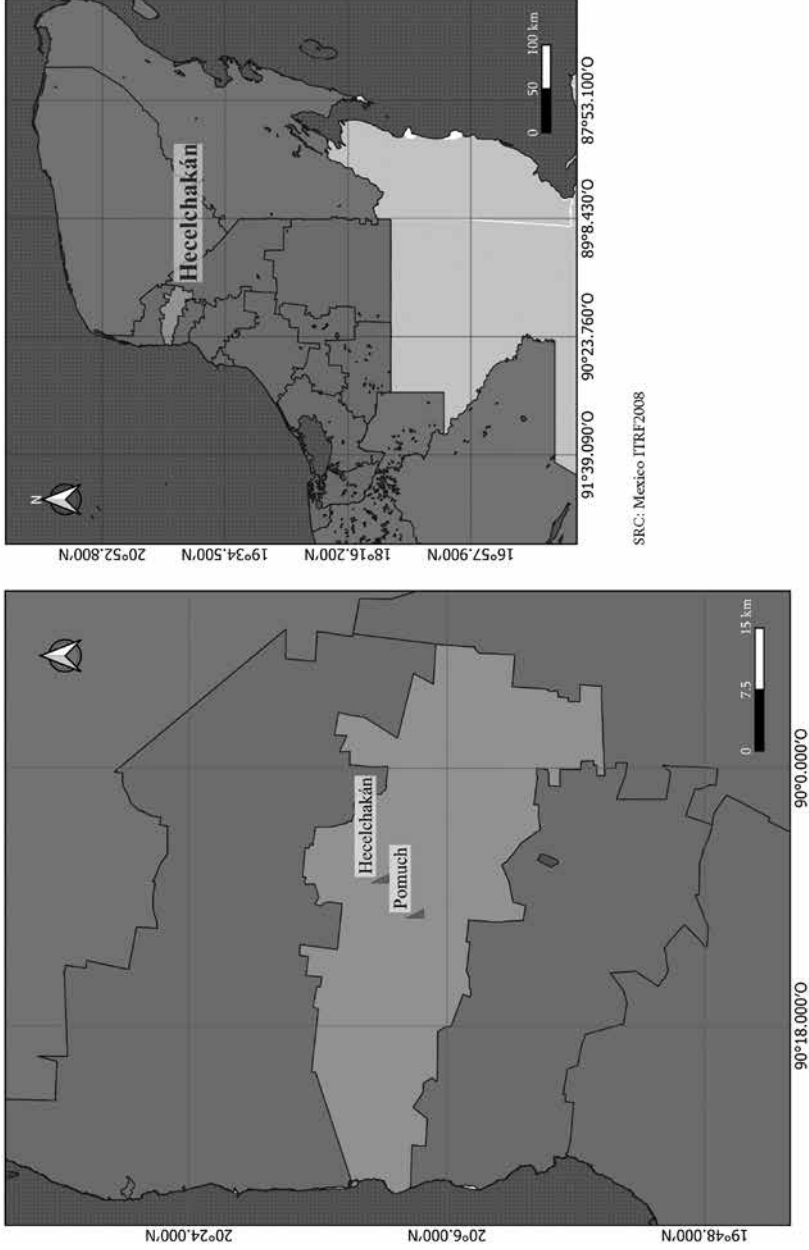 20°24.000′N
20°6.000′N
19°48.000′N
Hecelchakán
Pomuch
0
7.5
15 km
90°18.000′O
90°0.000′O
N
20°52.800′N
19°34.500′N
18°16.200′N
16°57.900′N
Hecelchakán
0
50
100 km
91°39.090′O
90°23.760′O
89°8.430′O
87°53.100′O
SRC: Mexico ITRF2008